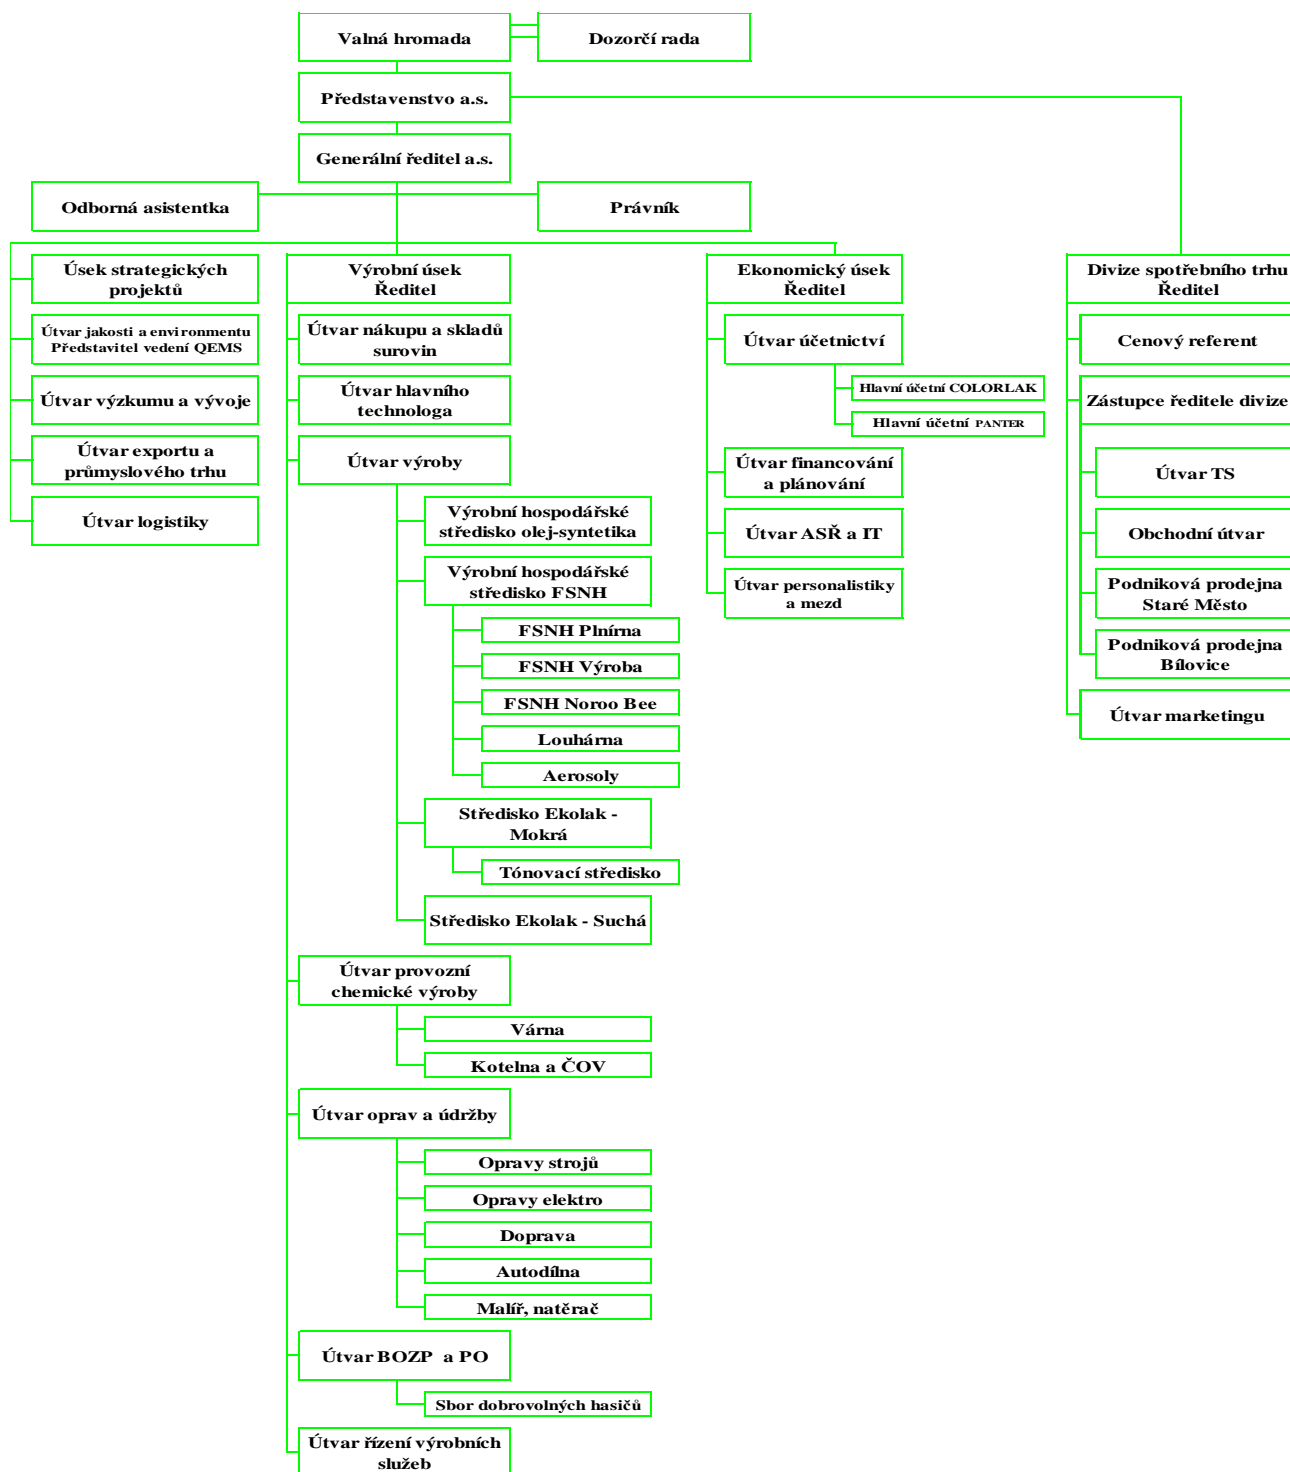 Valná hromada
Dozorčí rada
Představenstvo a.s.
Generální ředitel a.s.
Odborná asistentka
Právník
Úsek strategických
projektů
Útvar jakosti a environmentu
Představitel vedení QEMS
Útvar výzkumu a vývoje
Útvar exportu a
průmyslového trhu
Útvar logistiky
Výrobní úsek
Ředitel
Útvar nákupu a skladů
surovin
Útvar hlavního
technologa
Útvar výroby
Výrobní hospodářské
středisko olej-syntetika
Výrobní hospodářské
středisko FSNH
FSNH Plnírna
FSNH Výroba
FSNH Noroo Bee
Louhárna
Aerosoly
Středisko Ekolak -
Mokrá
Tónovací středisko
Středisko Ekolak - Suchá
Útvar provozní
chemické výroby
Várna
Kotelna a ČOV
Útvar oprav a údržby
Opravy strojů
Opravy elektro
Doprava
Autodílna
Malíř, natěrač
Útvar BOZP a PO
Sbor dobrovolných hasičů
Útvar řízení výrobních
služeb
Ekonomický úsek
Ředitel
Útvar účetnictví
Hlavní účetní COLORLAK
Hlavní účetní PANTER
Útvar financování
a plánování
Útvar ASŘ a IT
Útvar personalistiky
a mezd
Divize spotřebního trhu
Ředitel
Cenový referent
Zástupce ředitele divize
Útvar TS
Obchodní útvar
Podniková prodejna
Staré Město
Podniková prodejna
Bílovice
Útvar marketingu